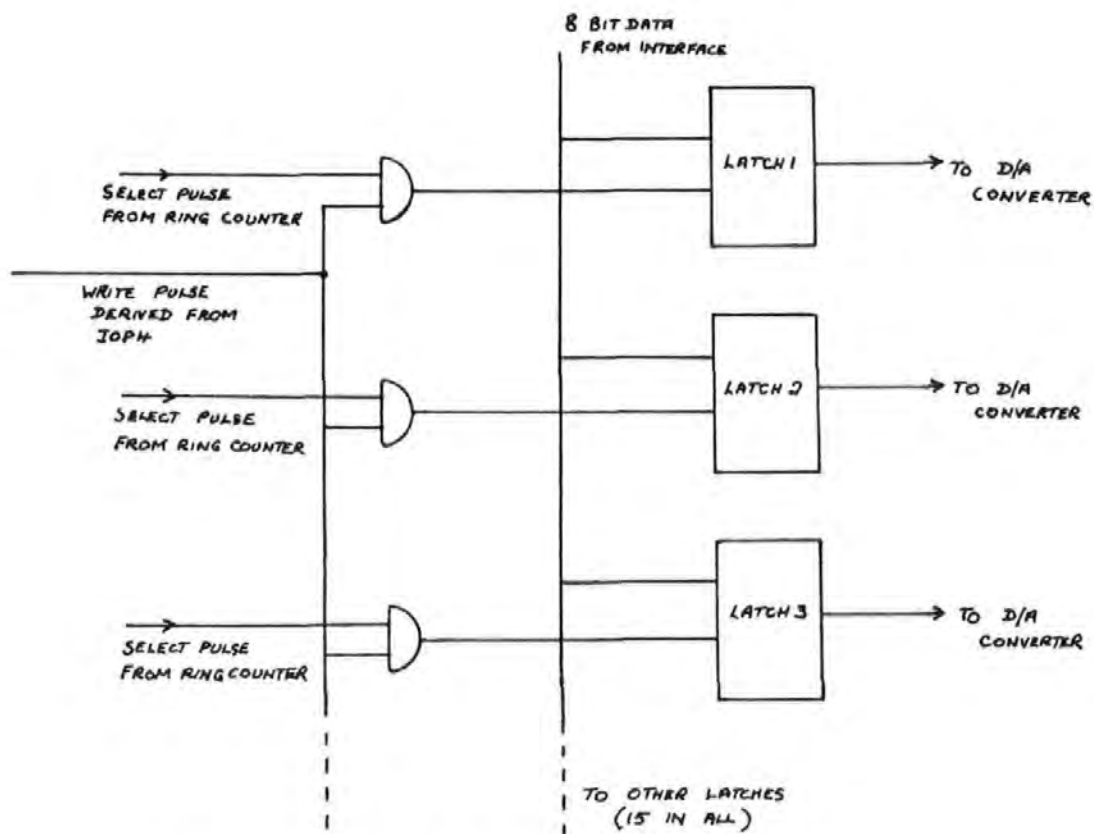 8 BIT DATA
FROM INTERFACE
LATCH 1
TO D/A
CONVERTER
SELECT PULSE
FROM RING COUNTER
WRITE PULSE
DERIVED FROM
IOPH
LATCH 2
TO D/A
CONVERTER
SELECT PULSE
FROM RING COUNTER
LATCH 3
TO D/A
CONVERTER
SELECT PULSE
FROM RING COUNTER
TO OTHER LATCHES
(15 IN ALL)